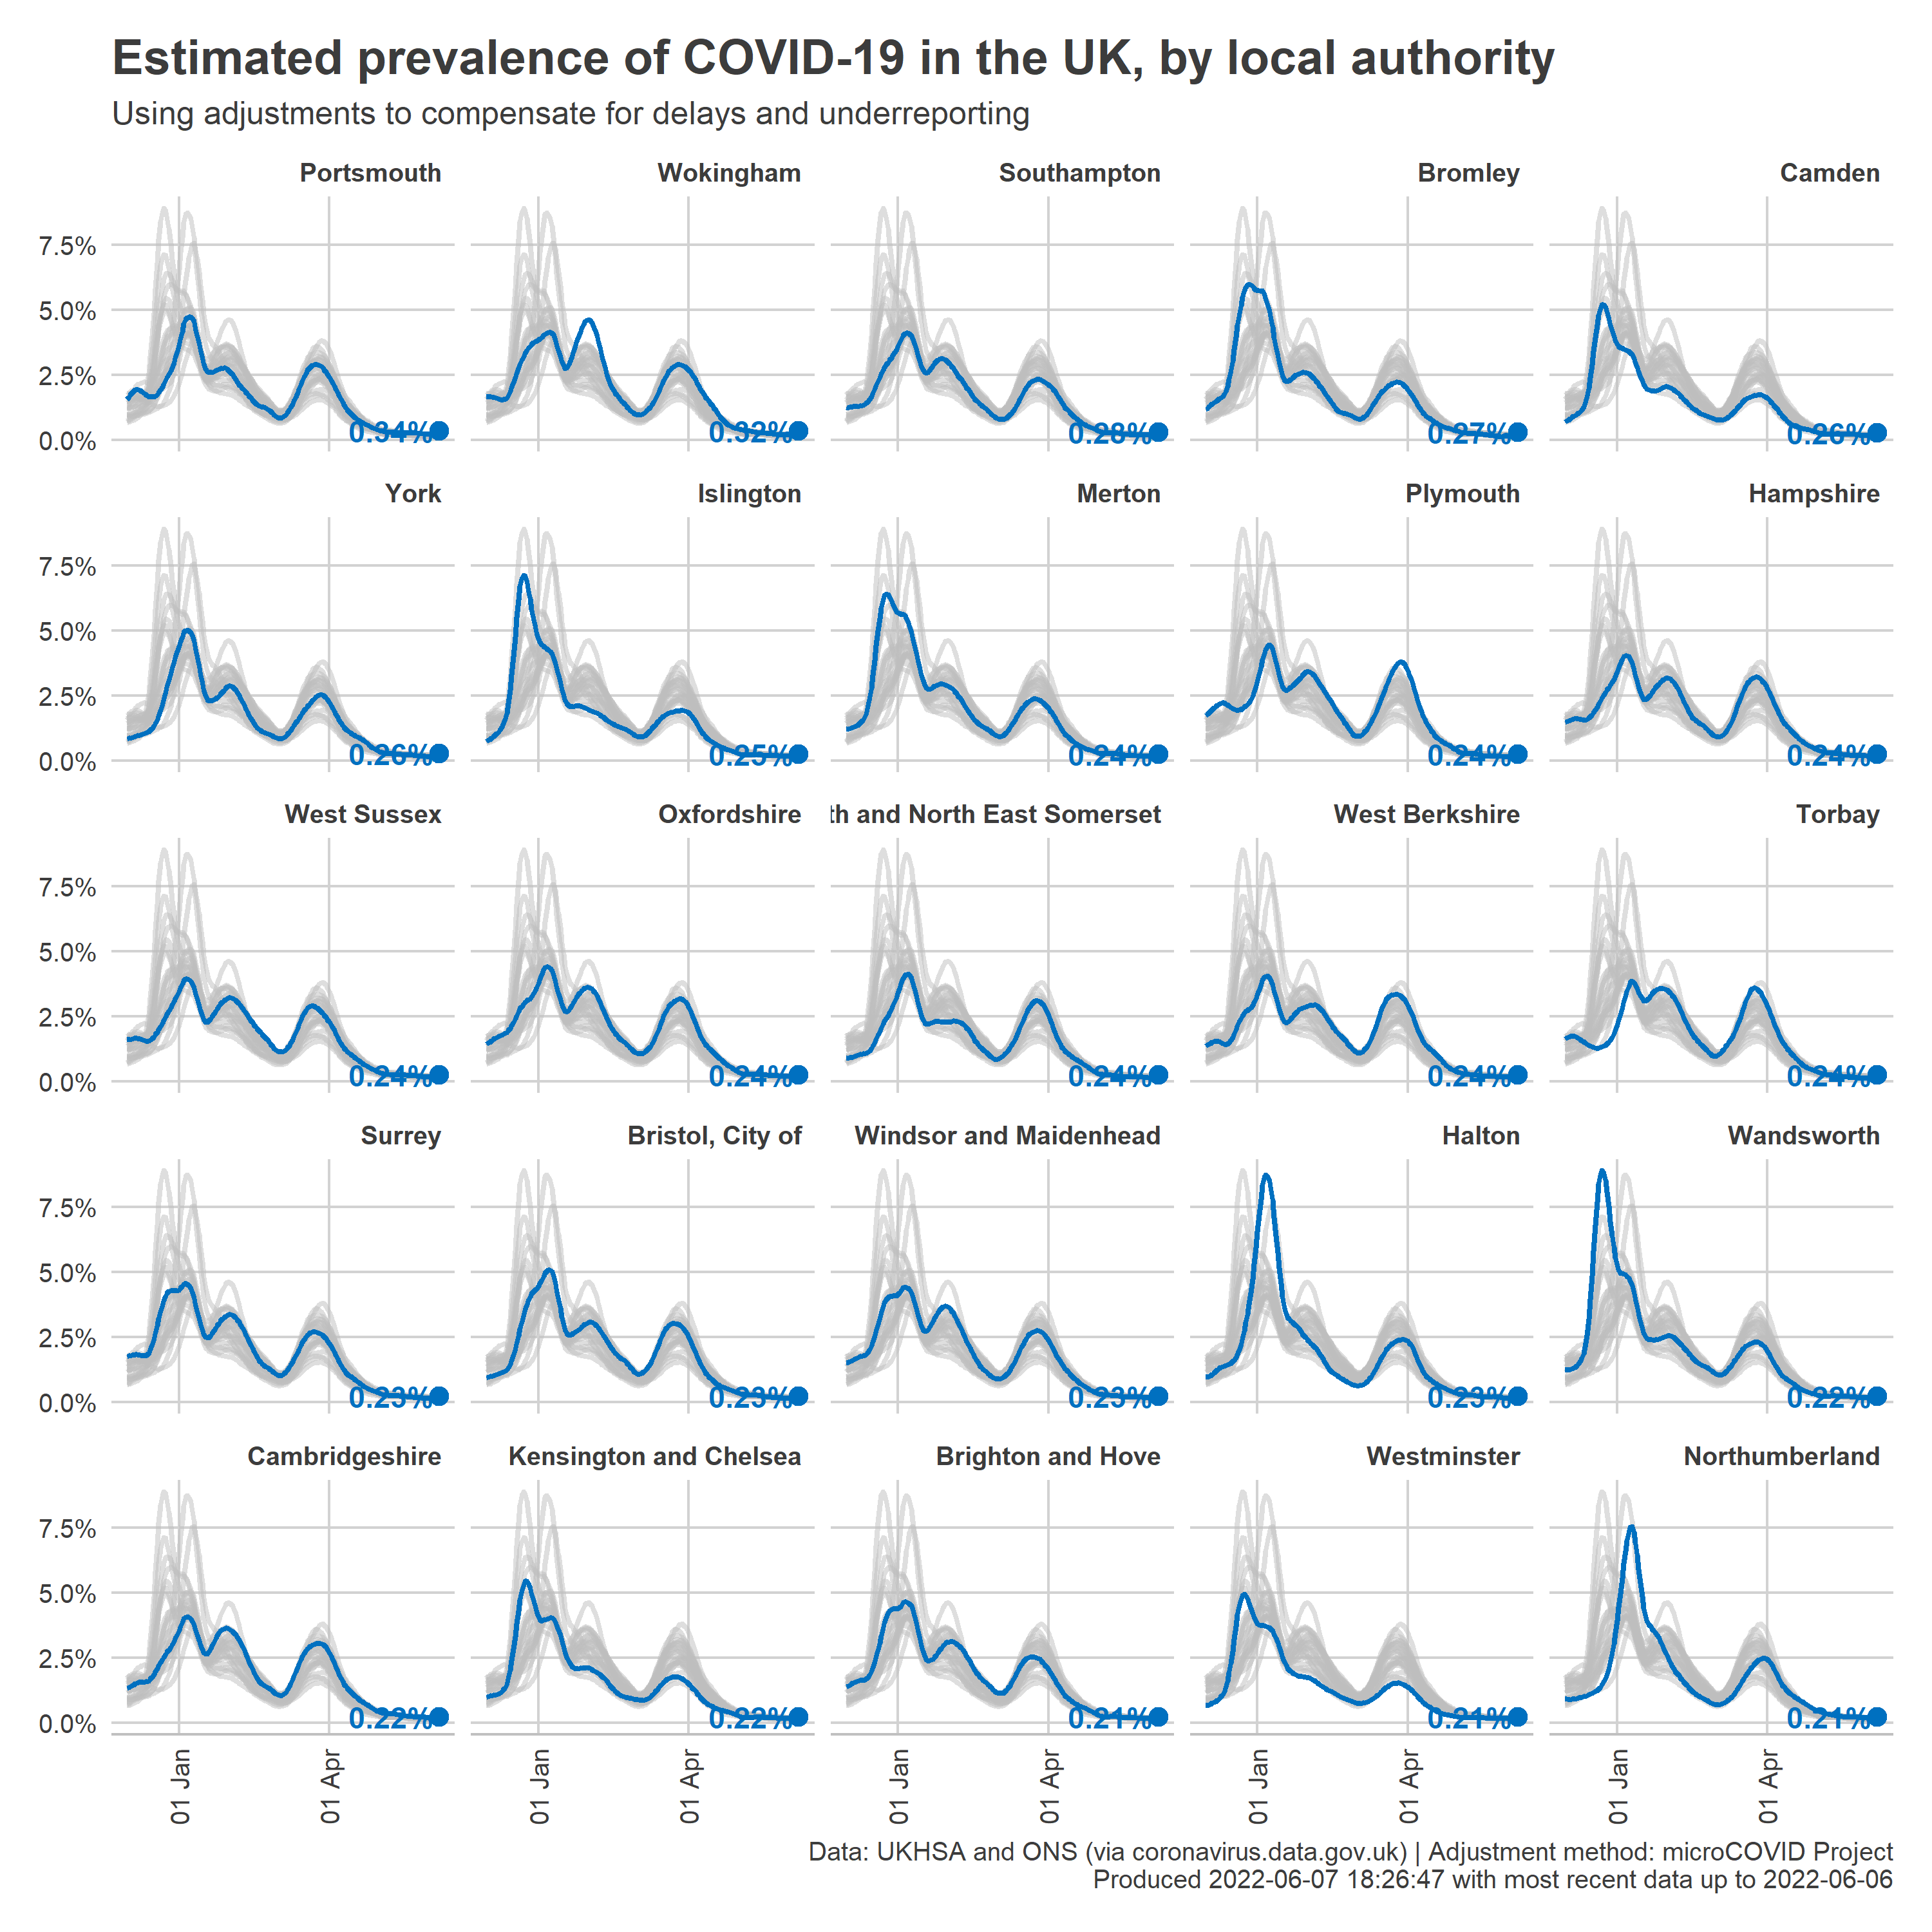 Estimated prevalence of COVID-19 in the UK, by local authority
Using adjustments to compensate for delays and underreporting
Portsmouth
Wokingham
Southampton
Bromley
Camden
7.5%
5.0%
2.5%
0.0%
0.34%
0.32%
0.28%
0.27%
0.26%
York
Islington
Merton
Plymouth
Hampshire
7.5%
5.0%
2.5%
0.0%
0.26%
0.25%
0.24%
0.24%
0.24%
West Sussex
Oxfordshire
th and North East Somerset
West Berkshire
Torbay
7.5%
5.0%
2.5%
0.0%
0.24%
0.24%
0.24%
0.24%
0.24%
Surrey
Bristol, City of
Windsor and Maidenhead
Halton
Wandsworth
7.5%
5.0%
2.5%
0.0%
0.23%
0.23%
0.23%
0.23%
0.22%
Cambridgeshire
Kensington and Chelsea
Brighton and Hove
Westminster
Northumberland
7.5%
5.0%
2.5%
0.0%
0.22%
0.22%
0.21%
0.21%
0.21%
01 Jan
01 Apr
01 Jan
01 Apr
01 Jan
01 Apr
01 Jan
01 Apr
01 Jan
01 Apr
Data: UKHSA and ONS (via coronavirus.data.gov.uk) | Adjustment method: microCOVID Project
Produced 2022-06-07 18:26:47 with most recent data up to 2022-06-06